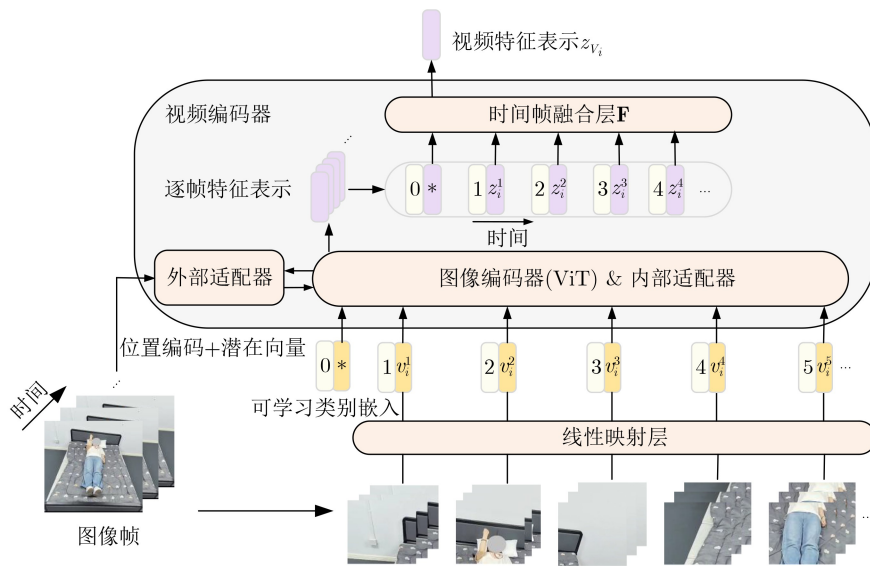 视频特征表示z_{V_i}
视频编码器
时间帧融合层F
逐帧特征表示
0 * 1 z_i^1 2 z_i^2 3 z_i^3 4 z_i^4 ...
时间
外部适配器
图像编码器(ViT) & 内部适配器
位置编码+潜在向量
0 * 1 v_i^1 2 v_i^2 3 v_i^3 4 v_i^4 5 v_i^5 ...
时间
可学习类别嵌入
线性映射层
图像帧